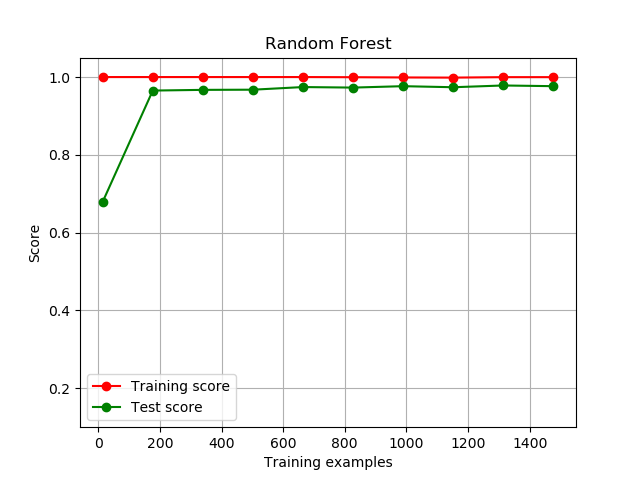 Random Forest
1.0
0.8
0.6
0.4
0.2
Score
Training score
Test score
0 200 400 600 800 1000 1200 1400
Training examples